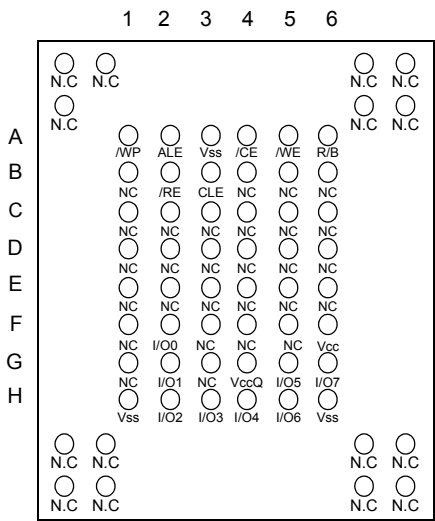 1 2 3 4 5 6
N.C N.C N.C N.C
N.C N.C N.C
A
/WP ALE Vss /CE /WE R/B
B
NC /RE CLE NC NC NC
C
NC NC NC NC NC NC
D
NC NC NC NC NC NC
E
NC NC NC NC NC NC
F
NC I/O0 NC NC NC Vcc
G
NC I/O1 NC VccQ I/O5 I/O7
H
Vss I/O2 I/O3 I/O4 I/O6 Vss
N.C N.C N.C N.C
N.C N.C N.C N.C